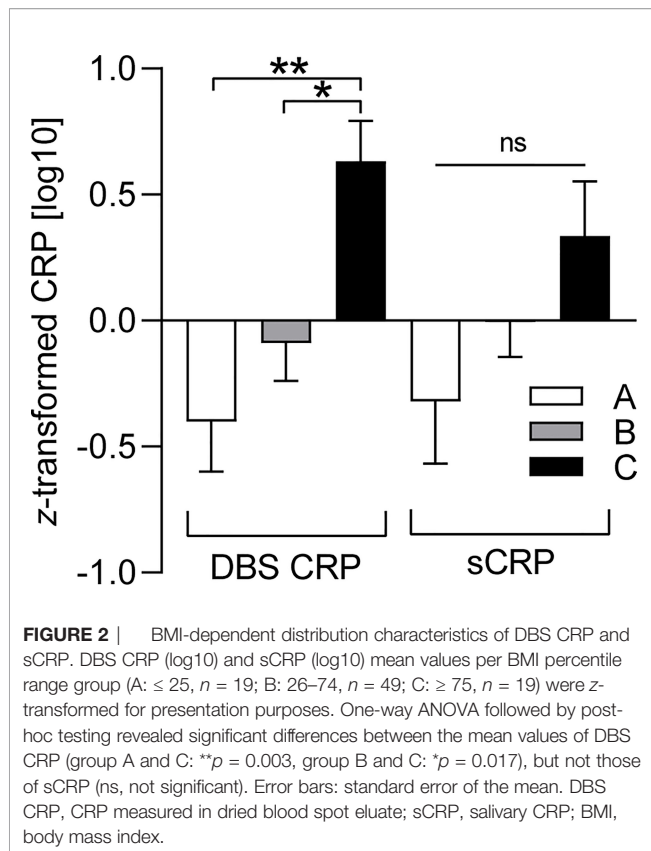 1.0
0.5
0.0
-0.5
-1.0
z-transformed CRP [log10]
**
*
ns
A
B
C
DBS CRP
sCRP
FIGURE 2 | BMI-dependent distribution characteristics of DBS CRP and
sCRP. DBS CRP (log10) and sCRP (log10) mean values per BMI percentile
range group (A: ≤ 25, n = 19; B: 26–74, n = 49; C: ≥ 75, n = 19) were z-
transformed for presentation purposes. One-way ANOVA followed by post-
hoc testing revealed significant differences between the mean values of DBS
CRP (group A and C: **p = 0.003, group B and C: *p = 0.017), but not those
of sCRP (ns, not significant). Error bars: standard error of the mean. DBS
CRP, CRP measured in dried blood spot eluate; sCRP, salivary CRP; BMI,
body mass index.